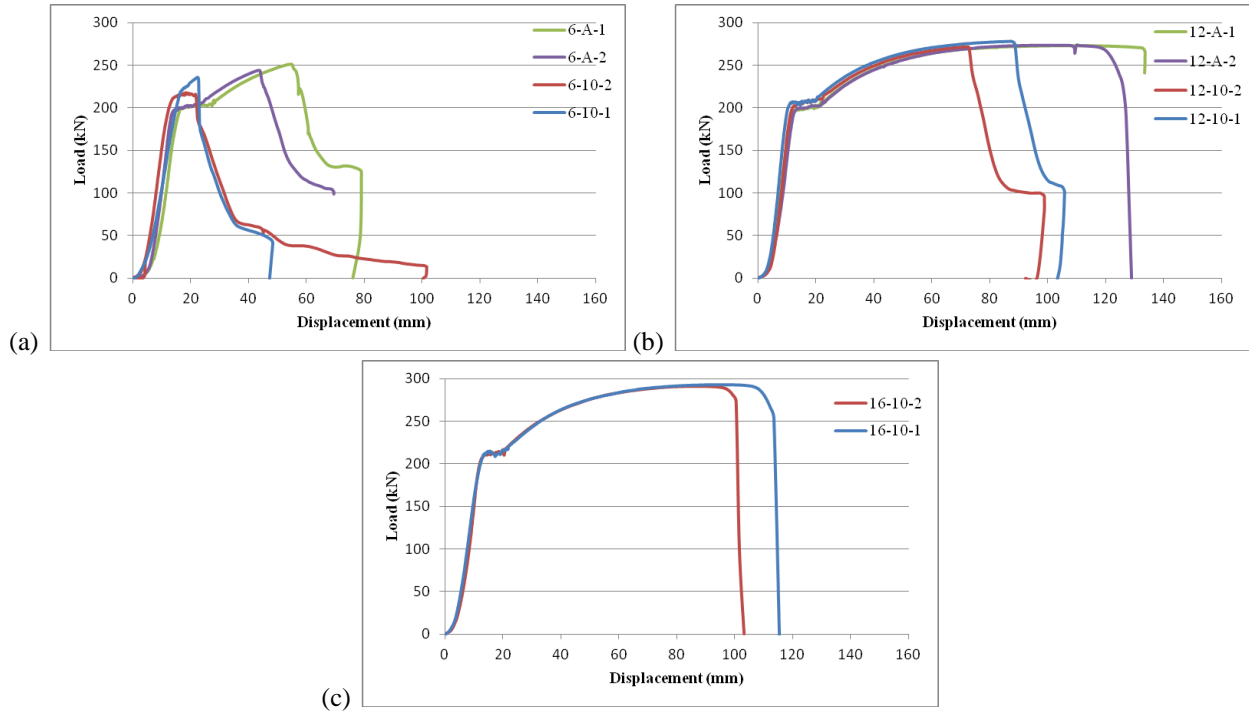 300
250
200
150
100
50
0
Load (kN)
0 20 40 60 80 100 120 140 160
Displacement (mm)
6-A-1
6-A-2
6-10-2
6-10-1
(a)
300
250
200
150
100
50
0
Load (kN)
0 20 40 60 80 100 120 140 160
Displacement (mm)
12-A-1
12-A-2
12-10-2
12-10-1
(b)
300
250
200
150
100
50
0
Load (kN)
0 20 40 60 80 100 120 140 160
Displacement (mm)
16-10-2
16-10-1
(c)